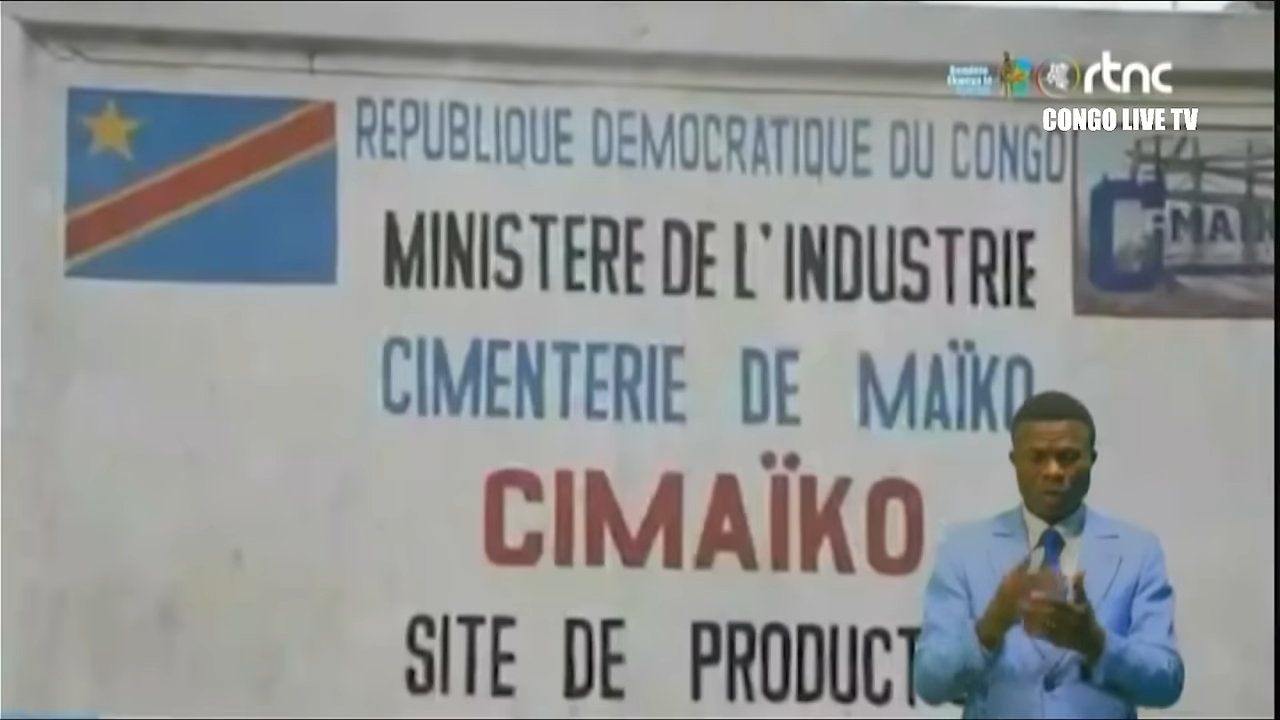 rtnc
CONGO LIVE TV
REPUBLIQUE DEMOCRATIQUE DU CONGO
MINISTERE DE L'INDUSTRIE
CIMENTERIE DE MAÏKO
CIMAÏKO
SITE DE PRODUCT